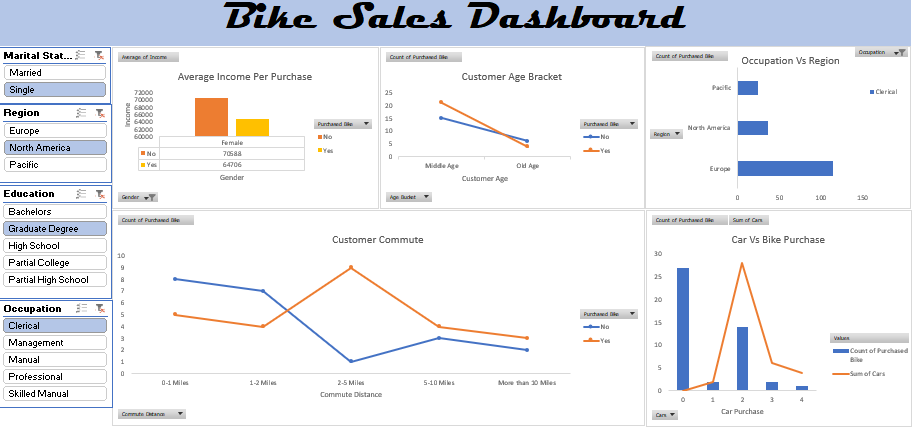 Bike Sales Dashboard
Marital Stat...
Married
Single
Region
Europe
North America
Pacific
Education
Bachelors
Graduate Degree
High School
Partial College
Partial High School
Occupation
Clerical
Management
Manual
Professional
Skilled Manual
Average of Income
Average Income Per Purchase
Income
72000
70000
68000
66000
64000
62000
60000
Female
No 70588
Yes 64706
Gender
Purchased Bike
No
Yes
Gender
Count of Purchased Bike
Customer Age Bracket
25
20
15
10
5
0
Middle Age Old Age
Customer Age
Purchased Bike
No
Yes
Age Bucket
Count of Purchased Bike
Occupation
Occupation Vs Region
Pacific
North America
Europe
0 50 100 150
Region
Clerical
Count of Purchased Bike
Customer Commute
10
9
8
7
6
5
4
3
2
1
0
0-1 Miles 1-2 Miles 2-5 Miles 5-10 Miles More than 10 Miles
Commute Distance
Purchased Bike
No
Yes
Commute Distance
Count of Purchased Bike Sum of Cars
Car Vs Bike Purchase
30
25
20
15
10
5
0
0 1 2 3 4
Car Purchase
Values
Count of Purchased
Bike
Sum of Cars
Cars